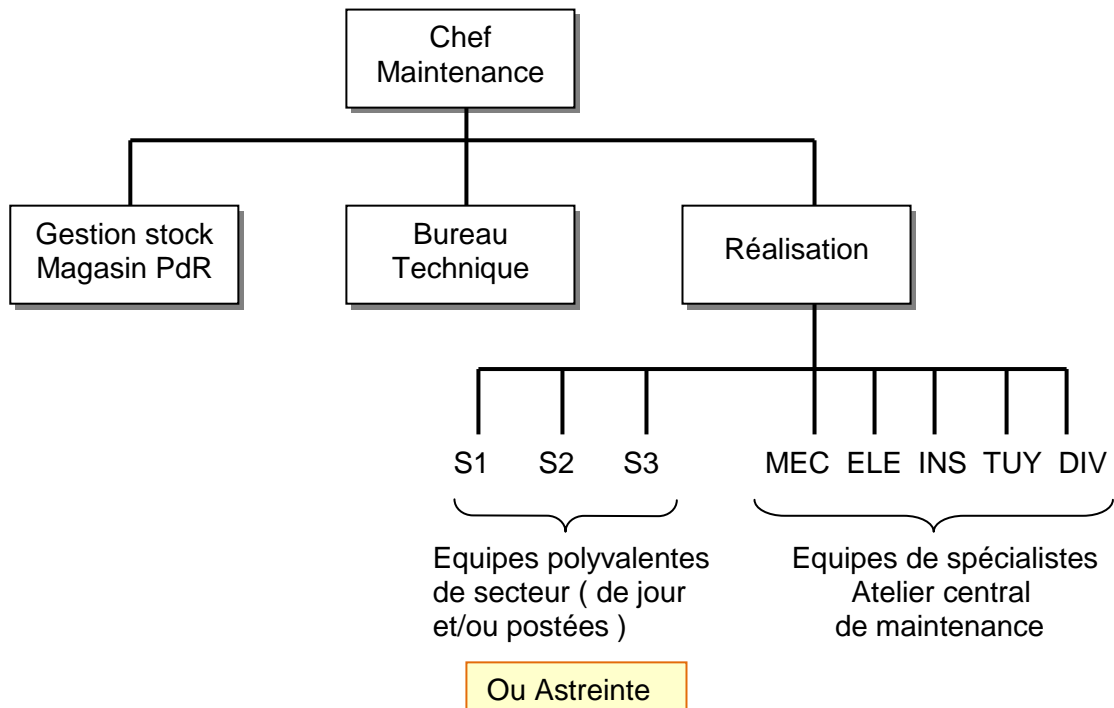 Chef
Maintenance
Gestion stock
Magasin PdR
Bureau
Technique
Réalisation
S1 S2 S3 MEC ELE INS TUY DIV
Equipes polyvalentes
de secteur ( de jour
et/ou postées )
Equipes de spécialistes
Atelier central
de maintenance
Ou Astreinte